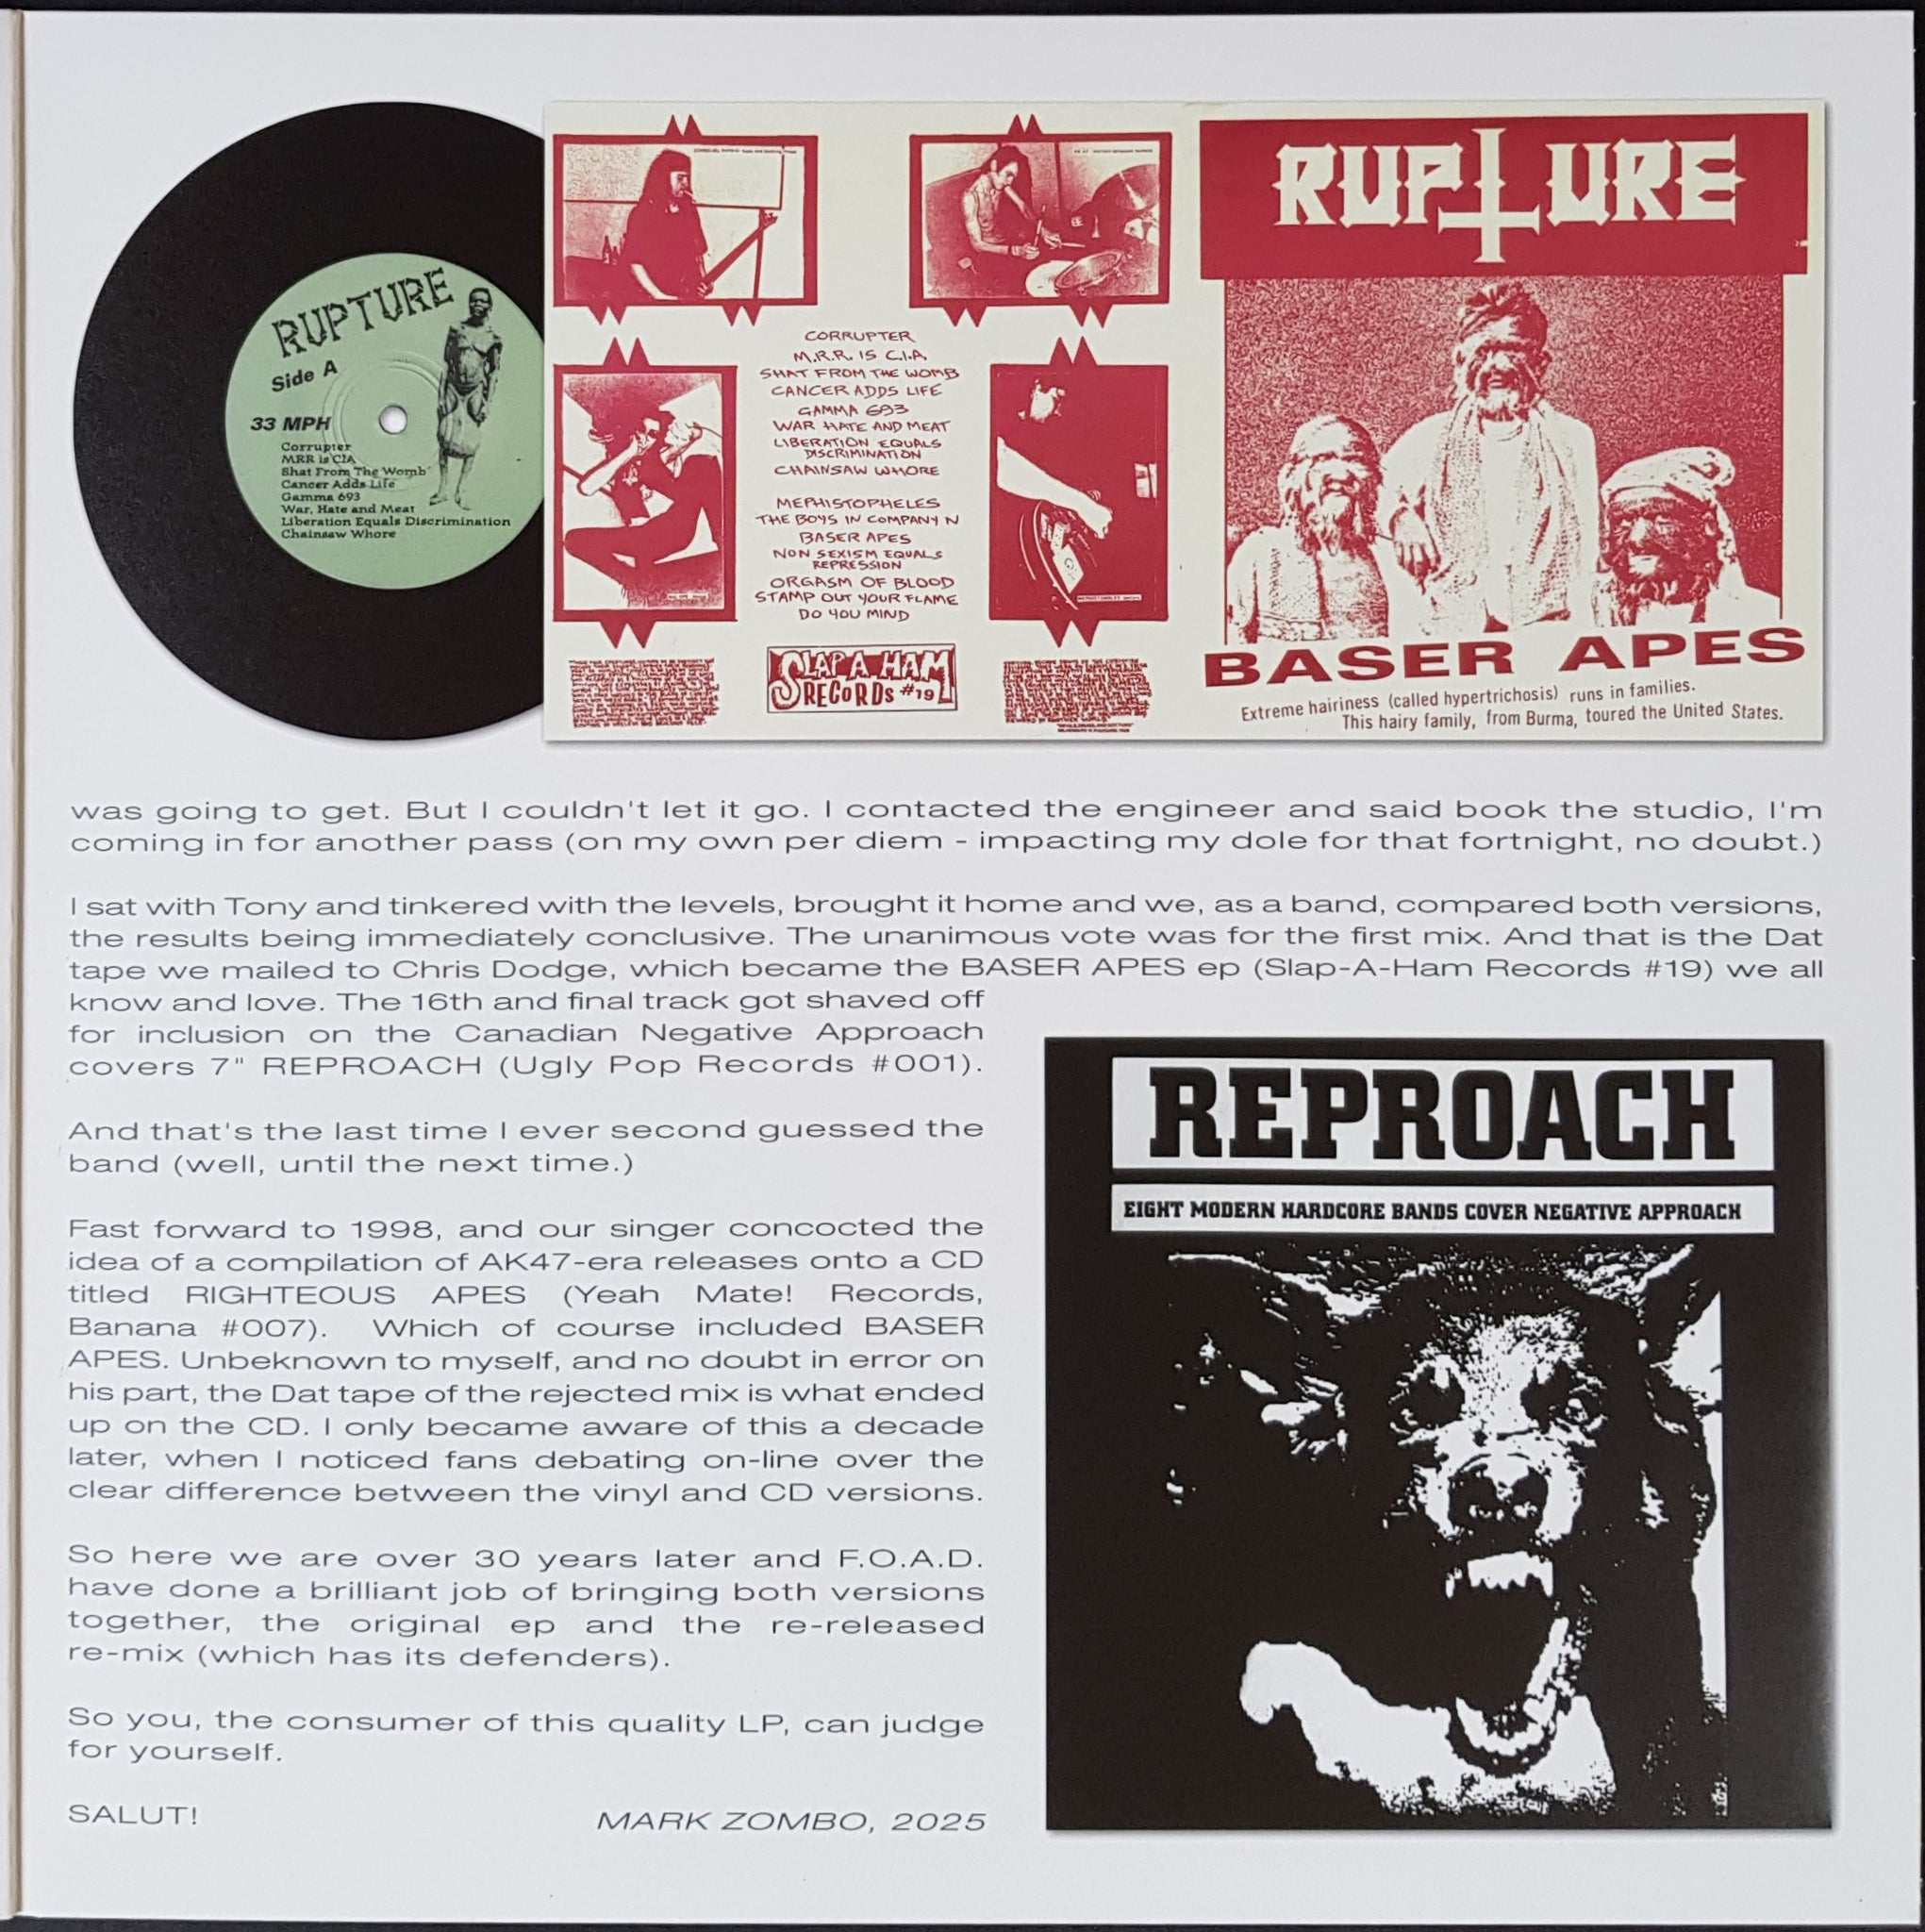 RUPTURE
Side A
33 MPH
Corrupter
MRR is CIA
Shat From The Womb
Cancer Adds Life
Gamma 693
War, Hate and Meat
Liberation Equals Discrimination
Chainsaw Whore
CORRUPTER
M.R.R. IS C.I.A.
SHAT FROM THE WOMB
CANCER ADDS LIFE
GAMMA 693
WAR HATE AND MEAT
LIBERATION EQUALS
DISCRIMINATION
CHAINSAW WHORE
MEPHISTOPHELES
THE BOYS IN COMPANY N
BASER APES
NON SEXISM EQUALS
REPRESSION
ORGASM OF BLOOD
STAMP OUT YOUR FLAME
DO YOU MIND
SLAP A HAM
RECORDS #19
RUPTURE
BASER APES
Extreme hairiness (called hypertrichosis) runs in families.
This hairy family, from Burma, toured the United States.
was going to get. But I couldn't let it go. I contacted the engineer and said book the studio, I'm
coming in for another pass (on my own per diem - impacting my dole for that fortnight, no doubt.)
I sat with Tony and tinkered with the levels, brought it home and we, as a band, compared both versions,
the results being immediately conclusive. The unanimous vote was for the first mix. And that is the Dat
tape we mailed to Chris Dodge, which became the BASER APES ep (Slap-A-Ham Records #19) we all
know and love. The 16th and final track got shaved off
for inclusion on the Canadian Negative Approach
covers 7" REPROACH (Ugly Pop Records #001).
And that's the last time I ever second guessed the
band (well, until the next time.)
Fast forward to 1998, and our singer concocted the
idea of a compilation of AK47-era releases onto a CD
titled RIGHTEOUS APES (Yeah Mate! Records,
Banana #007). Which of course included BASER
APES. Unbeknown to myself, and no doubt in error on
his part, the Dat tape of the rejected mix is what ended
up on the CD. I only became aware of this a decade
later, when I noticed fans debating on-line over the
clear difference between the vinyl and CD versions.
So here we are over 30 years later and F.O.A.D.
have done a brilliant job of bringing both versions
together, the original ep and the re-released
re-mix (which has its defenders).
So you, the consumer of this quality LP, can judge
for yourself.
SALUT!
MARK ZOMBO, 2025
REPROACH
EIGHT MODERN HARDCORE BANDS COVER NEGATIVE APPROACH